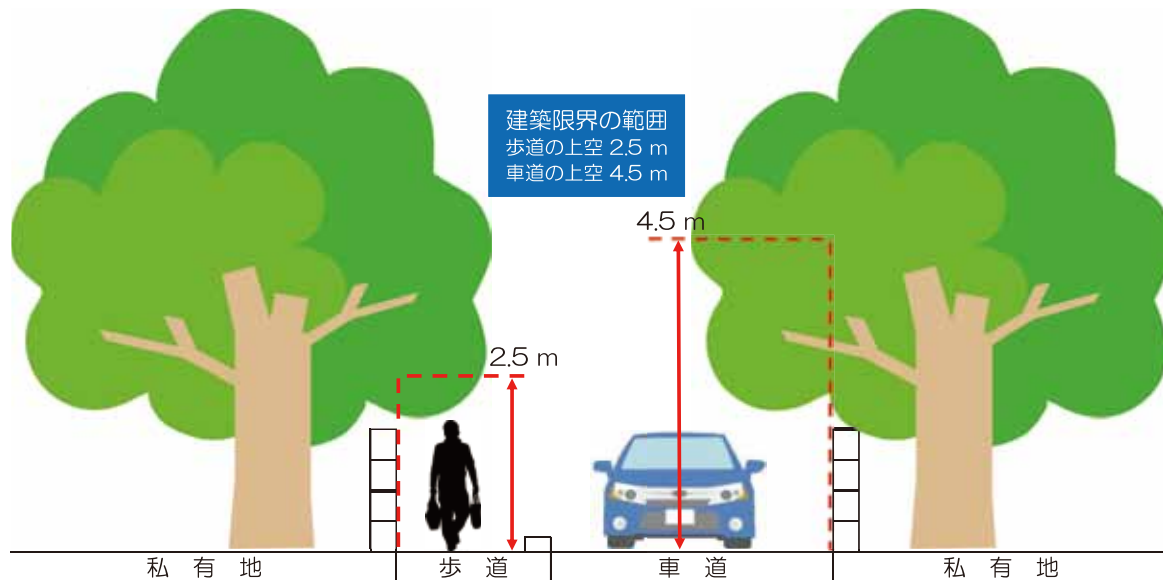 建築限界の範囲
歩道の上空 2.5 m
車道の上空 4.5 m
4.5 m
2.5 m
私有地
歩道
車道
私有地